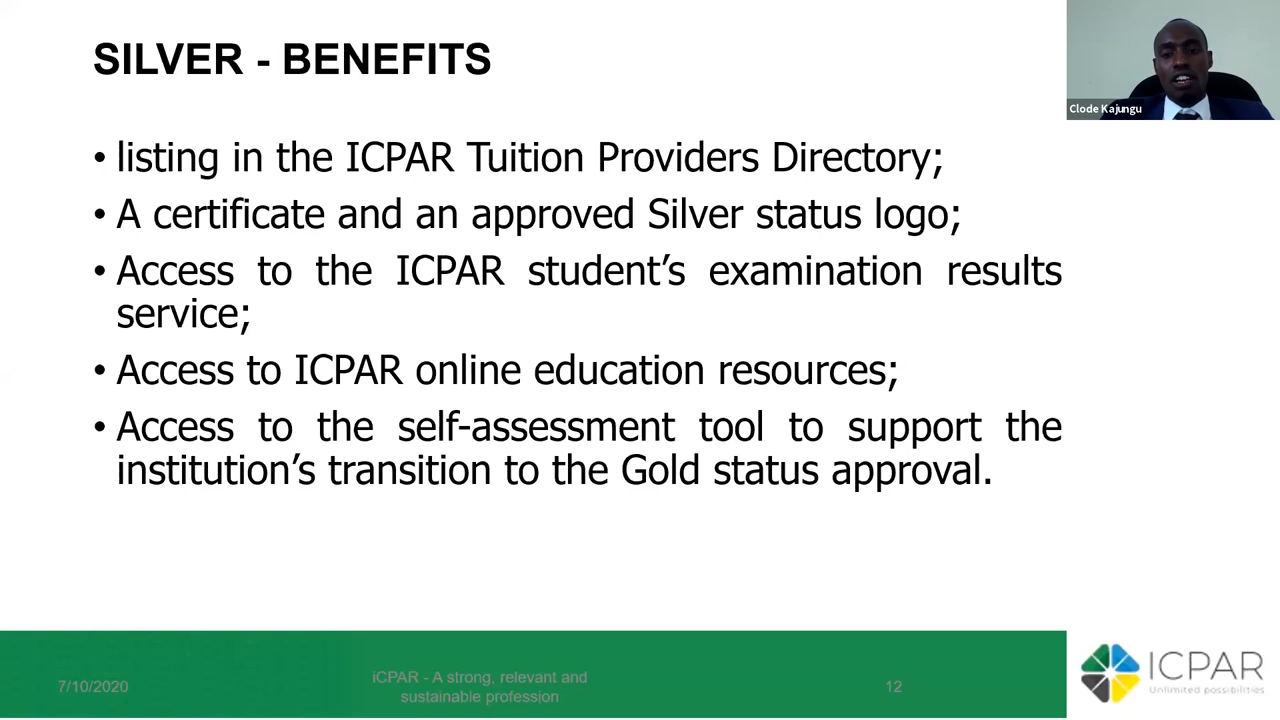 SILVER - BENEFITS
Clode Kajungu
• listing in the ICPAR Tuition Providers Directory;
• A certificate and an approved Silver status logo;
• Access to the ICPAR student’s examination results
service;
• Access to ICPAR online education resources;
• Access to the self-assessment tool to support the
institution’s transition to the Gold status approval.
7/10/2020
iCPAR - A strong, relevant and
sustainable profession
12
ICPAR
Unlimited possibilities